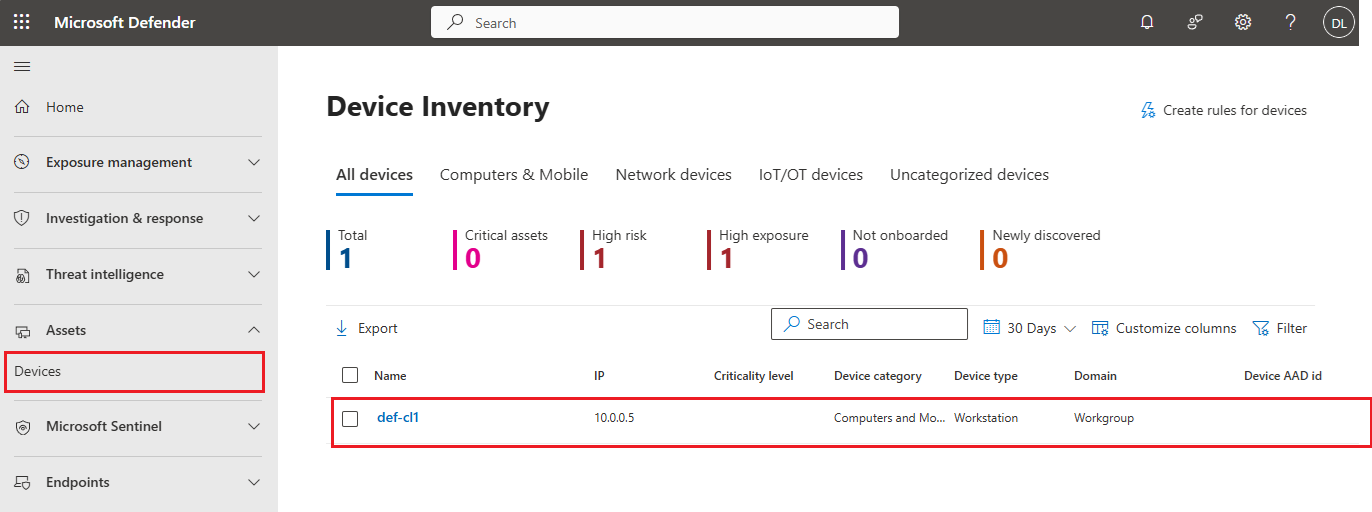 Microsoft Defender
Search
?
DL
Home
Exposure management
Investigation & response
Threat intelligence
Assets
Devices
Microsoft Sentinel
Endpoints
Device Inventory
Create rules for devices
All devices Computers & Mobile Network devices IoT/OT devices Uncategorized devices
Total Critical assets High risk High exposure Not onboarded Newly discovered
1 0 1 1 0 0
Export Search 30 Days Customize columns Filter
Name IP Criticality level Device category Device type Domain Device AAD id
def-cl1 10.0.0.5 Computers and Mo... Workstation Workgroup